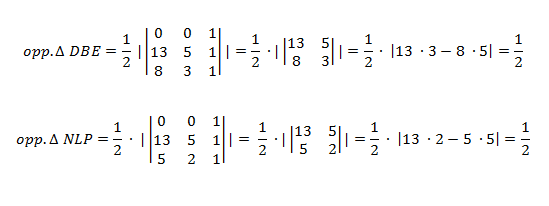 opp.Δ DBE = 1/2 · | |0 0 1; 13 5 1; 8 3 1| | = 1/2 · | |13 5; 8 3| | = 1/2 · |13 · 3 − 8 · 5| = 1/2
opp.Δ NLP = 1/2 · | |0 0 1; 13 5 1; 5 2 1| | = 1/2 · | |13 5; 5 2| | = 1/2 · |13 · 2 − 5 · 5| = 1/2